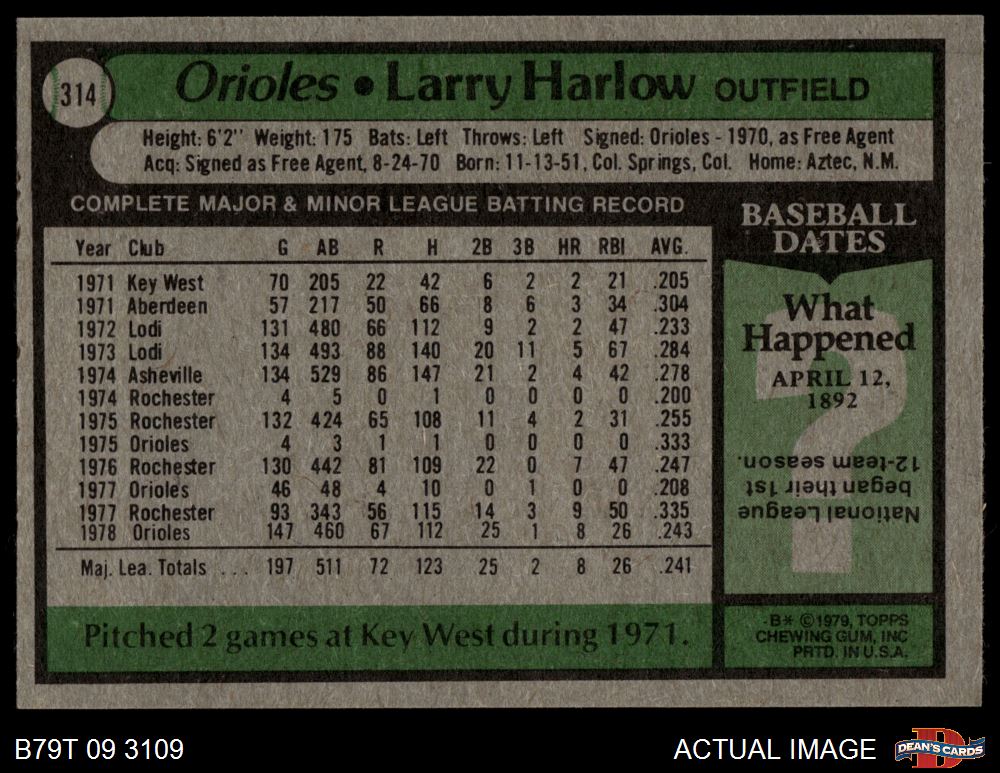 314
Orioles • Larry Harlow OUTFIELD
Height: 6'2'' Weight: 175 Bats: Left Throws: Left Signed: Orioles - 1970, as Free Agent
Acq: Signed as Free Agent, 8-24-70 Born: 11-13-51, Col. Springs, Col. Home: Aztec, N.M.
COMPLETE MAJOR & MINOR LEAGUE BATTING RECORD
Year Club G AB R H 2B 3B HR RBI AVG.
1971 Key West 70 205 22 42 6 2 2 21 .205
1971 Aberdeen 57 217 50 66 8 6 3 34 .304
1972 Lodi 131 480 66 112 9 2 2 47 .233
1973 Lodi 134 493 88 140 20 11 5 67 .284
1974 Asheville 134 529 86 147 21 2 4 42 .278
1974 Rochester 4 5 0 1 0 0 0 0 .200
1975 Rochester 132 424 65 108 11 4 2 31 .255
1975 Orioles 4 3 1 1 0 0 0 0 .333
1976 Rochester 130 442 81 109 22 0 7 47 .247
1977 Orioles 46 48 4 10 0 1 0 0 .208
1977 Rochester 93 343 56 115 14 3 9 50 .335
1978 Orioles 147 460 67 112 25 1 8 26 .243
Maj. Lea. Totals ... 197 511 72 123 25 2 8 26 .241
Pitched 2 games at Key West during 1971.
BASEBALL
DATES
What
Happened
APRIL 12,
1892
?
National League
began their 1st
12-team season.
-B* ©1979, TOPPS
CHEWING GUM, INC
PRTD. IN U.S.A.
B79T 09 3109
ACTUAL IMAGE
D
DEAN'S CARDS